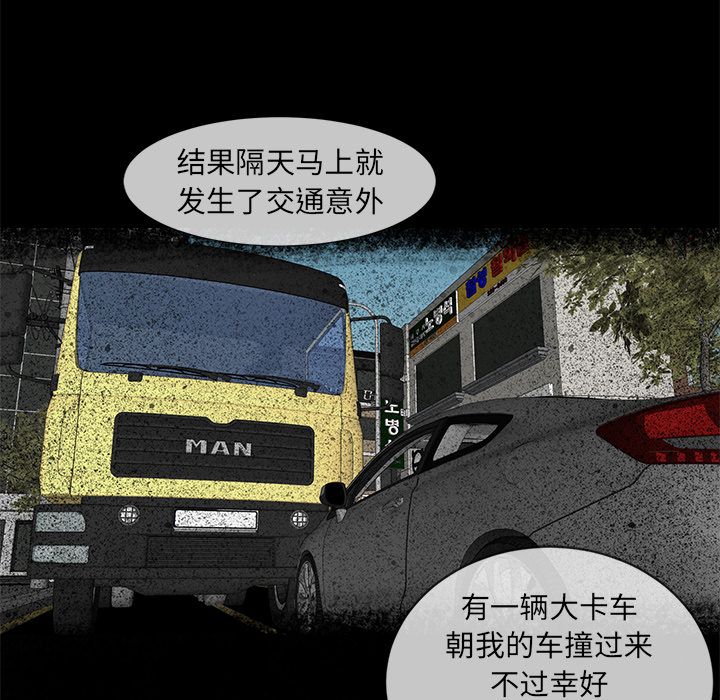 结果隔天马上就
发生了交通意外
MAN
有一辆大卡车
朝我的车撞过来
不过幸好